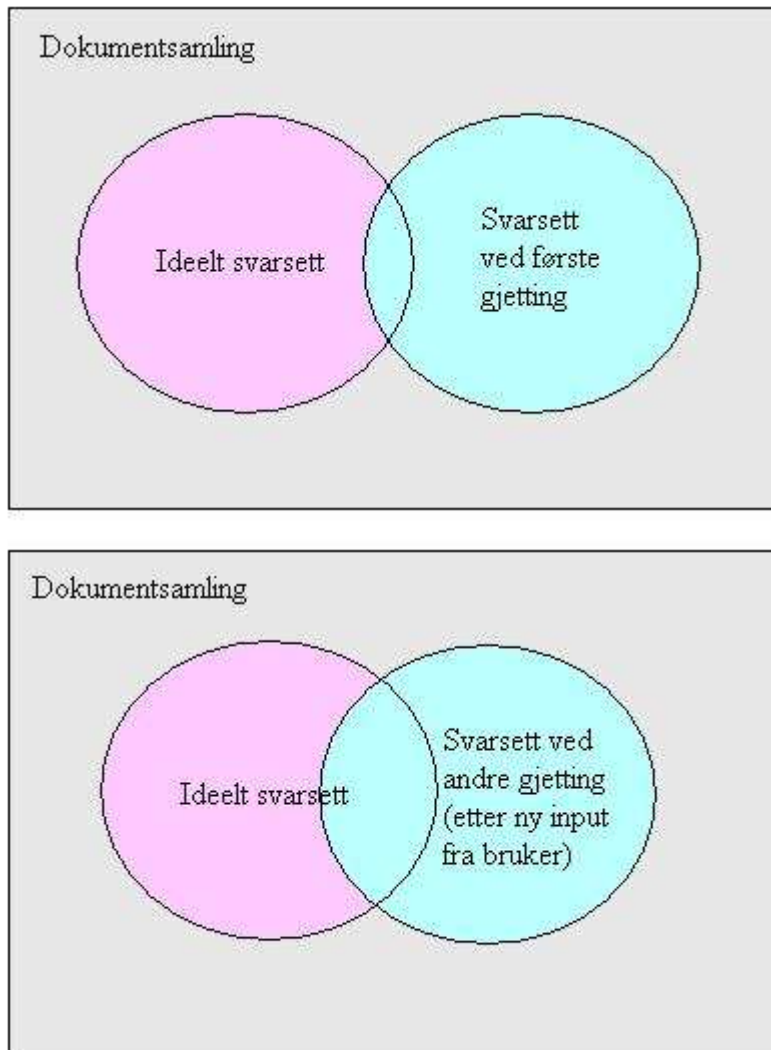 Dokumentsamling
Ideelt svarsett
Svarsett
ved første
gjetting
Dokumentsamling
Ideelt svarsett
Svarsett ved
andre gjetting
(etter ny input
fra bruker)